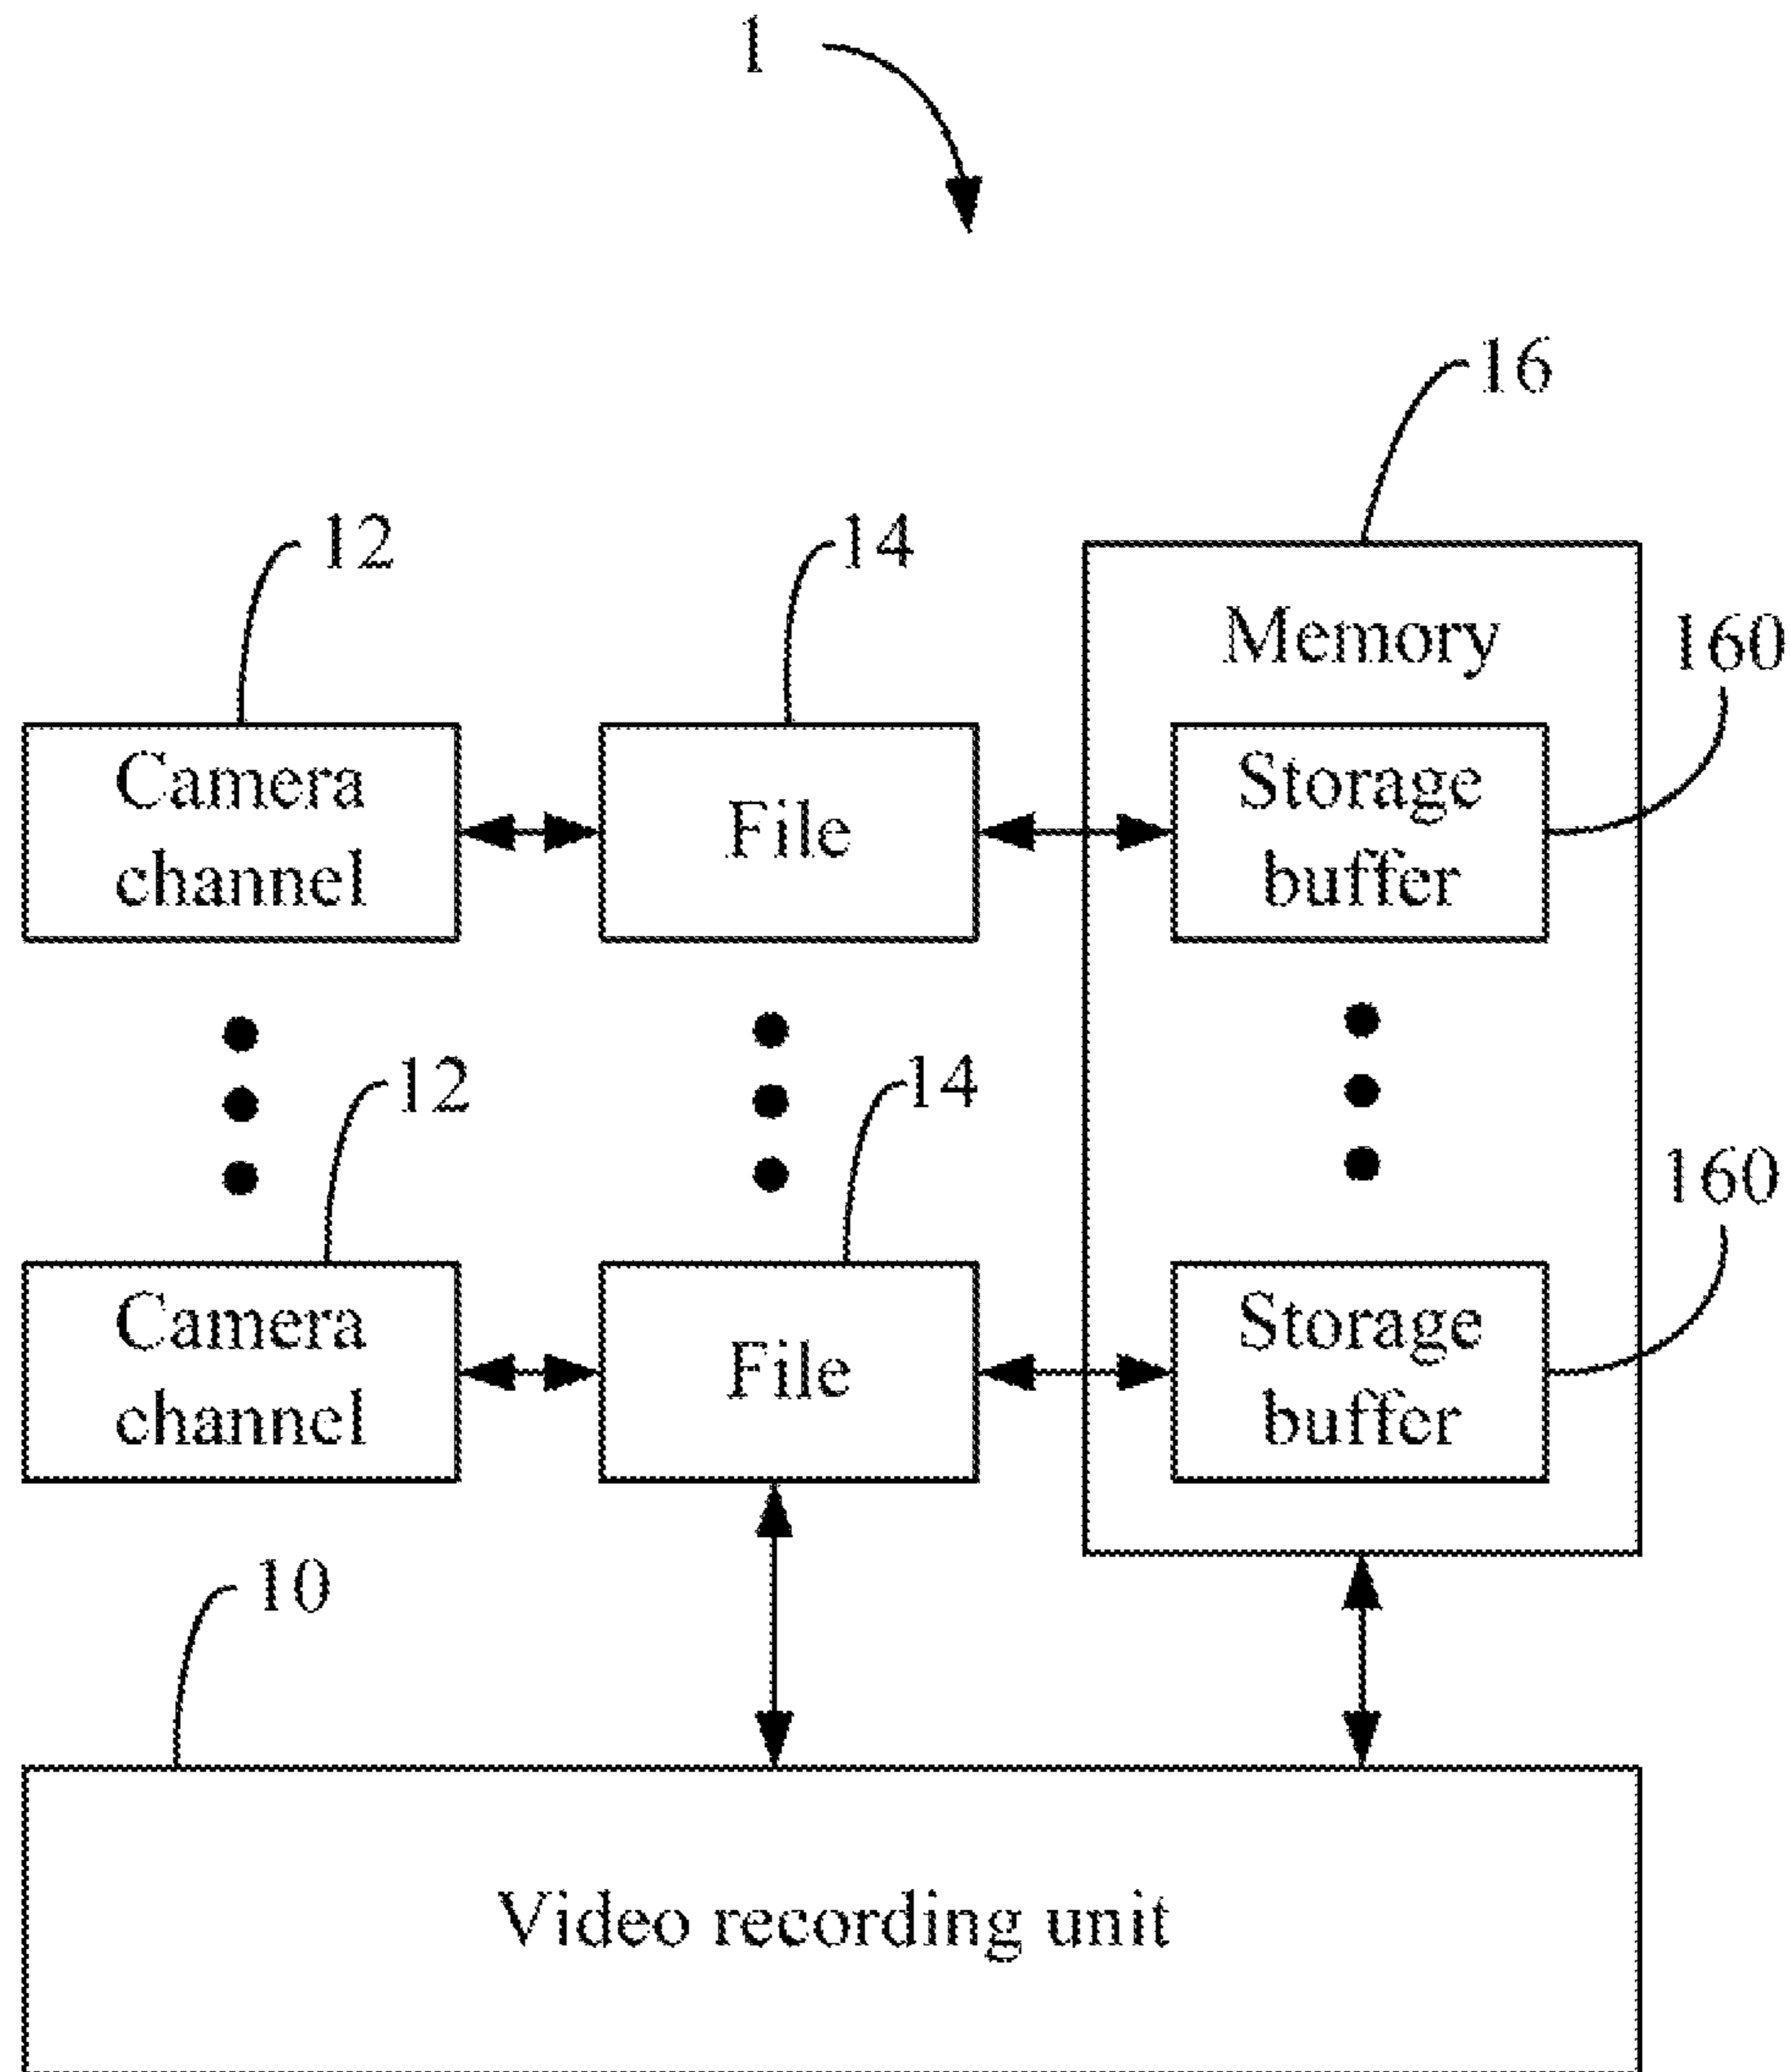 1
16
12
14
Memory
160
Camera
channel
File
Storage
buffer
12
14
160
Camera
channel
File
Storage
buffer
10
Video recording unit